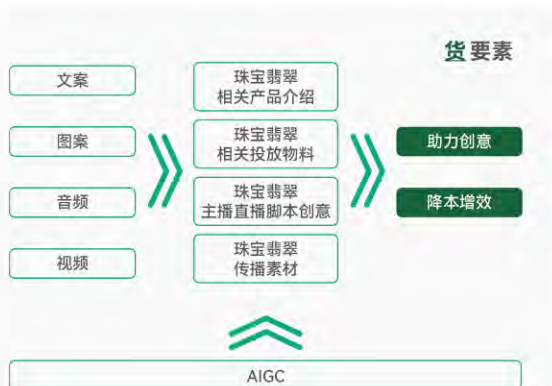 货要素
文案
图案
音频
视频
珠宝翡翠
相关产品介绍
珠宝翡翠
相关投放物料
珠宝翡翠
主播直播脚本创意
珠宝翡翠
传播素材
助力创意
降本增效
AIGC